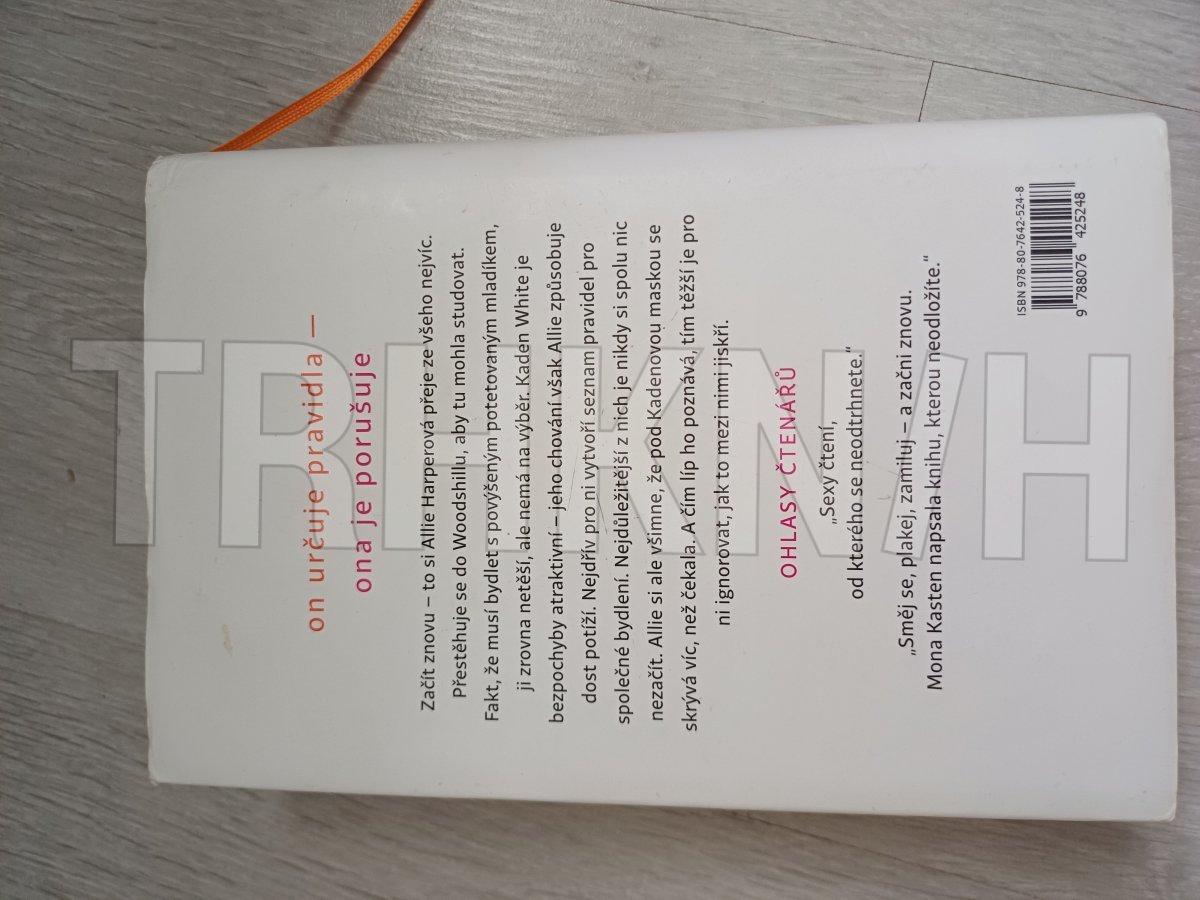 on určuje pravidla —
ona je porušuje
Začít znovu – to si Allie Harperová přeje ze všeho nejvíc.
Přestěhuje se do Woodshillu, aby tu mohla studovat.
Fakt, že musí bydlet s povýšeným potetovaným mladíkem,
ji zrovna netěší, ale nemá na výběr. Kaden White je
bezpochyby atraktivní – jeho chování však Allie způsobuje
dost potíží. Nejdřív pro ni vytvoří seznam pravidel pro
společné bydlení. Nejdůležitější z nich je nikdy si spolu nic
nezačít. Allie si ale všimne, že pod Kadenovou maskou se
skrývá víc, než čekala. A čím líp ho poznává, tím těžší je pro
ni ignorovat, jak to mezi nimi jiskří.
OHLASY ČTENÁŘŮ
„Sexy čtení,
od kterého se neodtrhnete.“
„Směj se, plakej, zamiluj – a začni znovu.
Mona Kasten napsala knihu, kterou neodložíte.“
ISBN 978-80-7642-524-8
9 788076 425248
TREKNIH